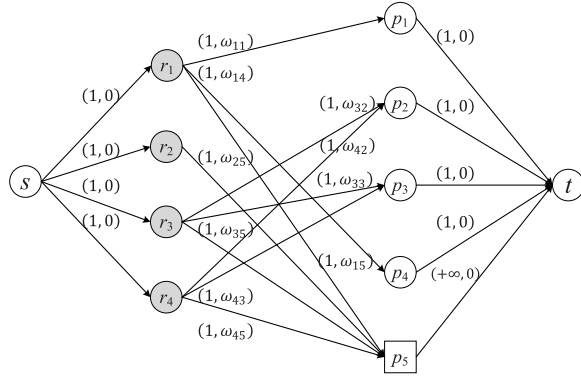 p₁
(1,0)
(1,ω₁₁)
r₁
(1,ω₁₄)
(1,0)
(1,ω₃₂)
p₂
(1,0)
r₂
(1,0)
(1,ω₂₅)
(1,ω₄₂)
s
(1,0)
(1,ω₃₃)
p₃
(1,0)
t
r₃
(1,0)
(1,ω₃₅)
(1,0)
(1,ω₁₅)
p₄
(+∞,0)
r₄
(1,ω₄₃)
(1,ω₄₅)
p₅